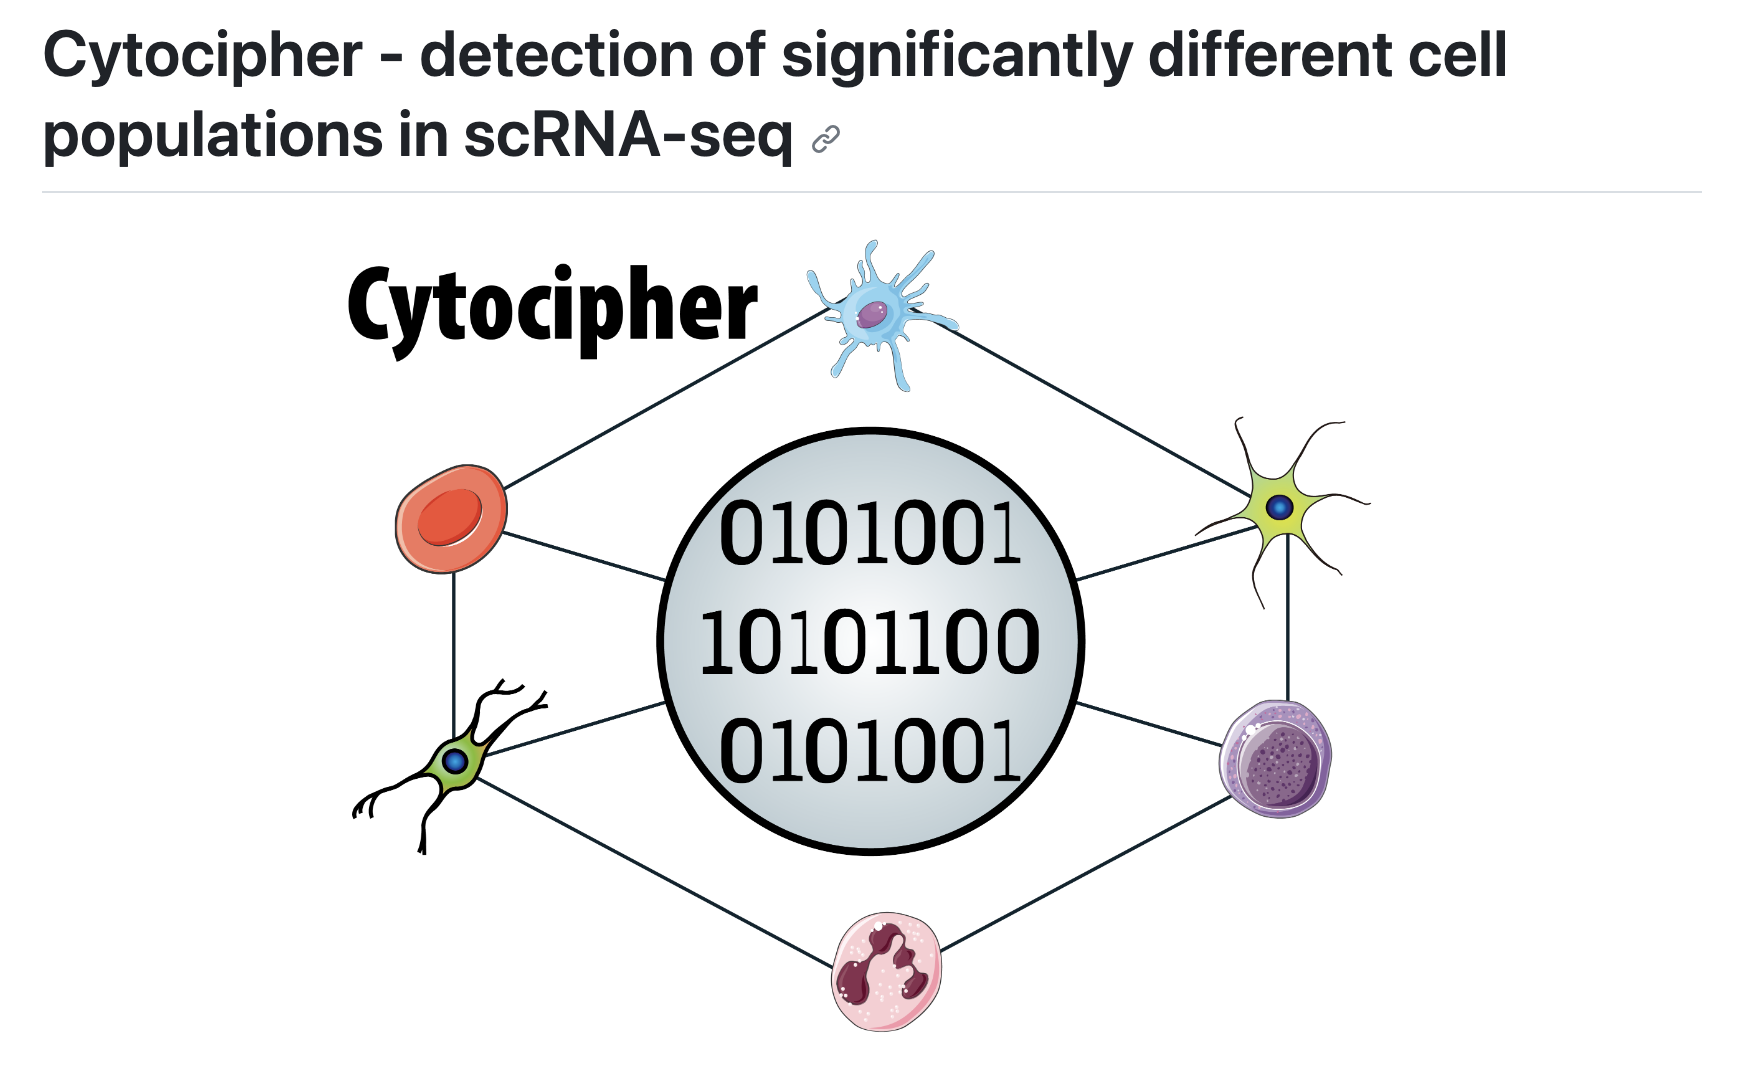 Cytocipher - detection of significantly different cell
populations in scRNA-seq
Cytocipher
0101001
10101100
0101001